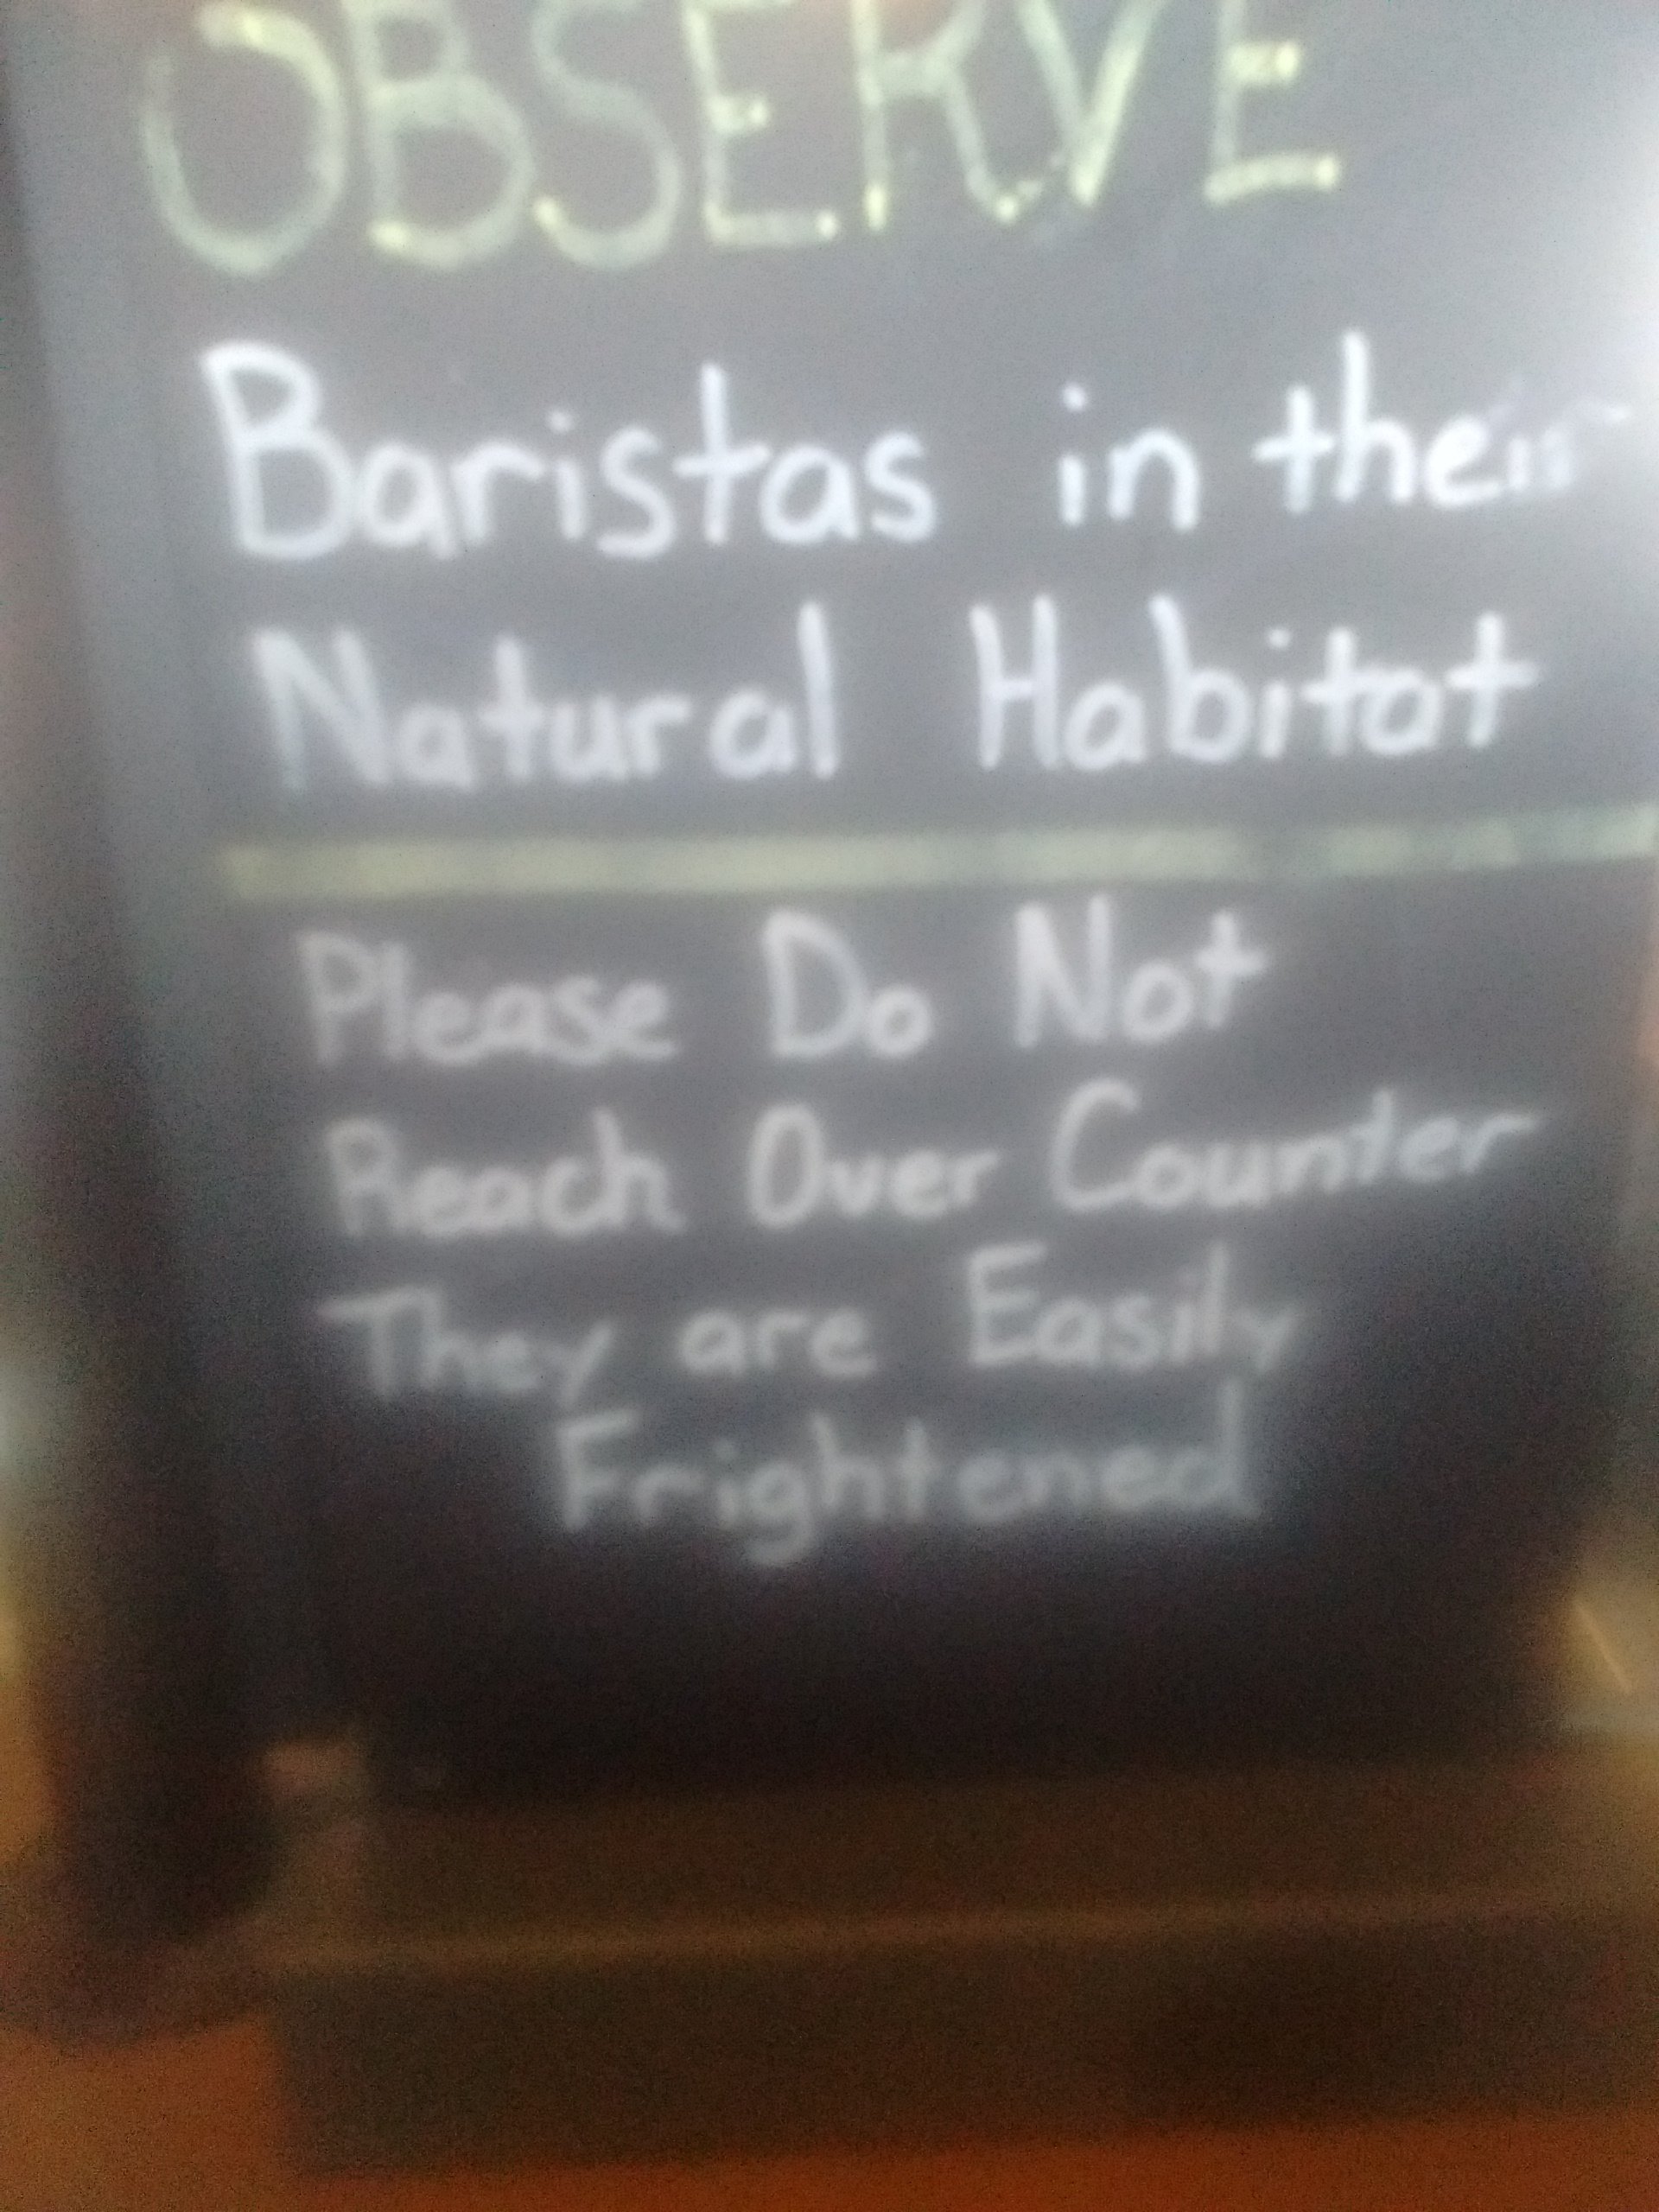 OBSERVE
Baristas in their
Natural Habitat
Please Do Not
Reach Over Counter
They are Easily
Frightened